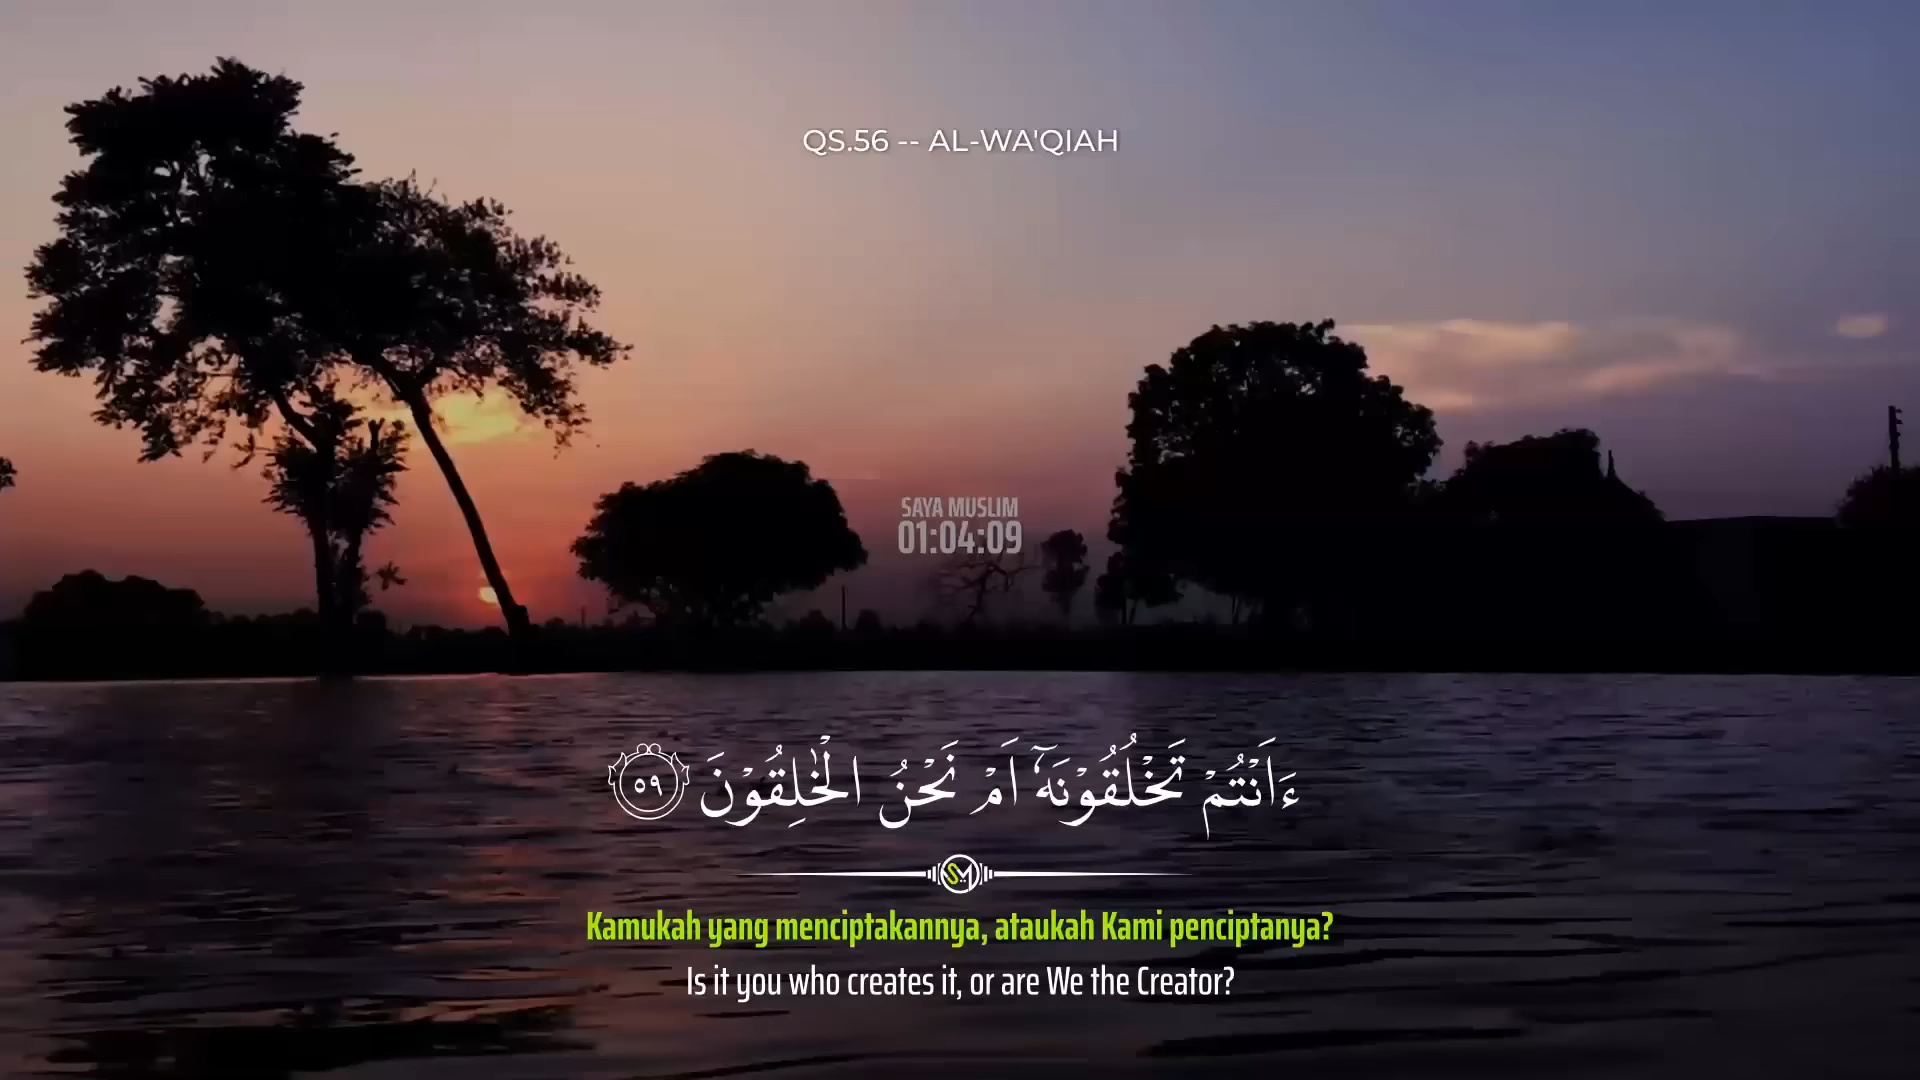 QS.56 -- AL-WA'QIAH
SAYA MUSLIM
01:04:09
ءَاَنْتُمْ تَخْلُقُوْنَهٗٓ اَمْ نَحْنُ الْخٰلِقُوْنَ ٥٩
SM
Kamukah yang menciptakannya, ataukah Kami penciptanya?
Is it you who creates it, or are We the Creator?